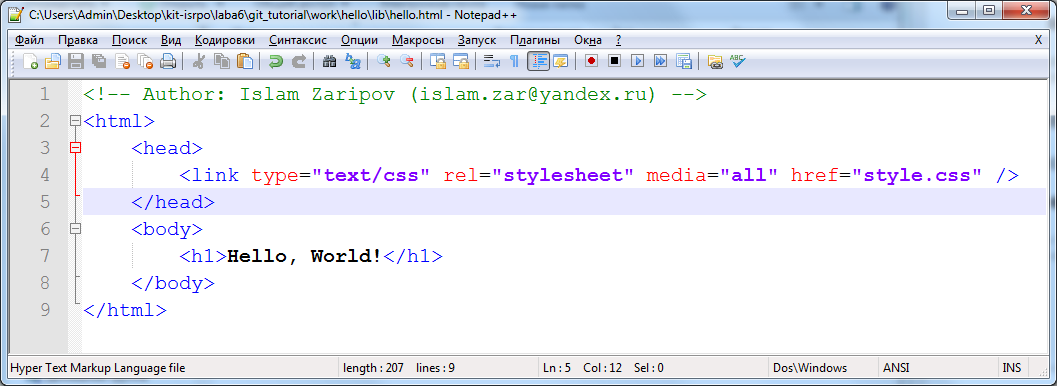 C:\Users\Admin\Desktop\kit-isrpo\laba6\git_tutorial\work\hello\lib\hello.html - Notepad++
Файл Правка Поиск Вид Кодировки Синтаксис Опции Макросы Запуск Плагины Окна ? X
1 <!-- Author: Islam Zaripov (islam.zar@yandex.ru) -->
2 <html>
3 <head>
4 <link type="text/css" rel="stylesheet" media="all" href="style.css" />
5 </head>
6 <body>
7 <h1>Hello, World!</h1>
8 </body>
9 </html>
Hyper Text Markup Language file length : 207 lines : 9 Ln : 5 Col : 12 Sel : 0 Dos\Windows ANSI INS